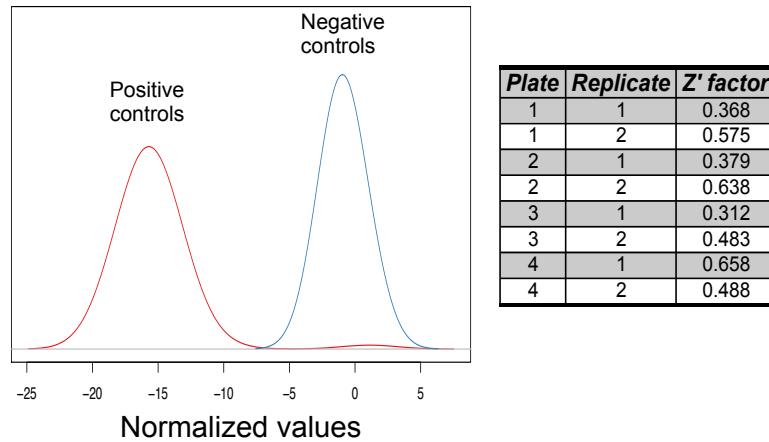 Negative
controls
Positive
controls
−25 −20 −15 −10 −5 0 5
Normalized values
Plate Replicate Z' factor
1 1 0.368
1 2 0.575
2 1 0.379
2 2 0.638
3 1 0.312
3 2 0.483
4 1 0.658
4 2 0.488